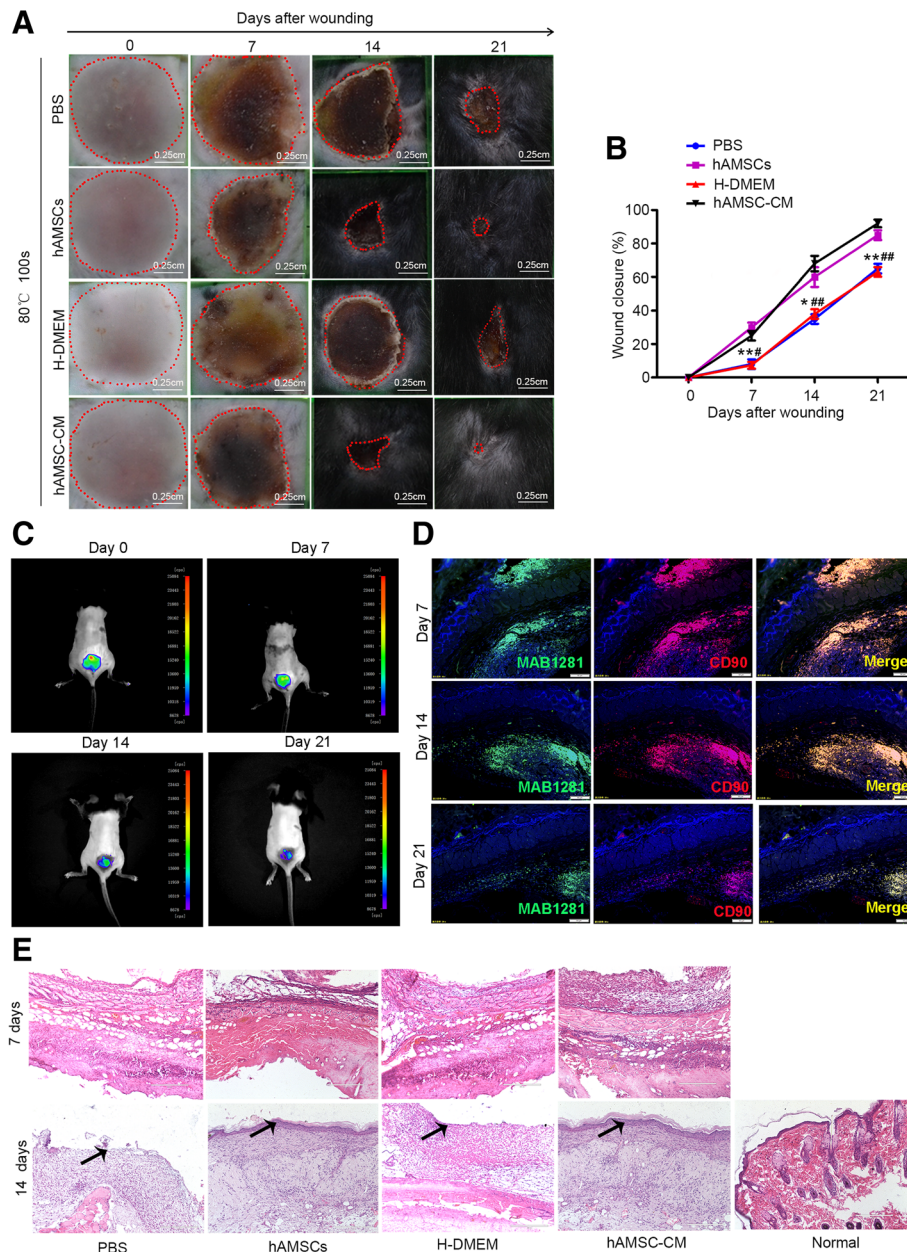 A
Days after wounding
0 7 14 21
80℃ 100s
PBS
0.25cm 0.25cm 0.25cm 0.25cm
hAMSCs
0.25cm 0.25cm 0.25cm 0.25cm
H-DMEM
0.25cm 0.25cm 0.25cm 0.25cm
hAMSC-CM
0.25cm 0.25cm 0.25cm 0.25cm
B
PBS
hAMSCs
H-DMEM
hAMSC-CM
Wound closure (%)
100
80
60
40
20
0
**#
* ##
**##
0 7 14 21
Days after wounding
C
Day 0 Day 7
Day 14 Day 21
D
Day 7
MAB1281 CD90 Merge
Day 14
MAB1281 CD90 Merge
Day 21
MAB1281 CD90 Merge
E
7 days
14 days
PBS hAMSCs H-DMEM hAMSC-CM Normal